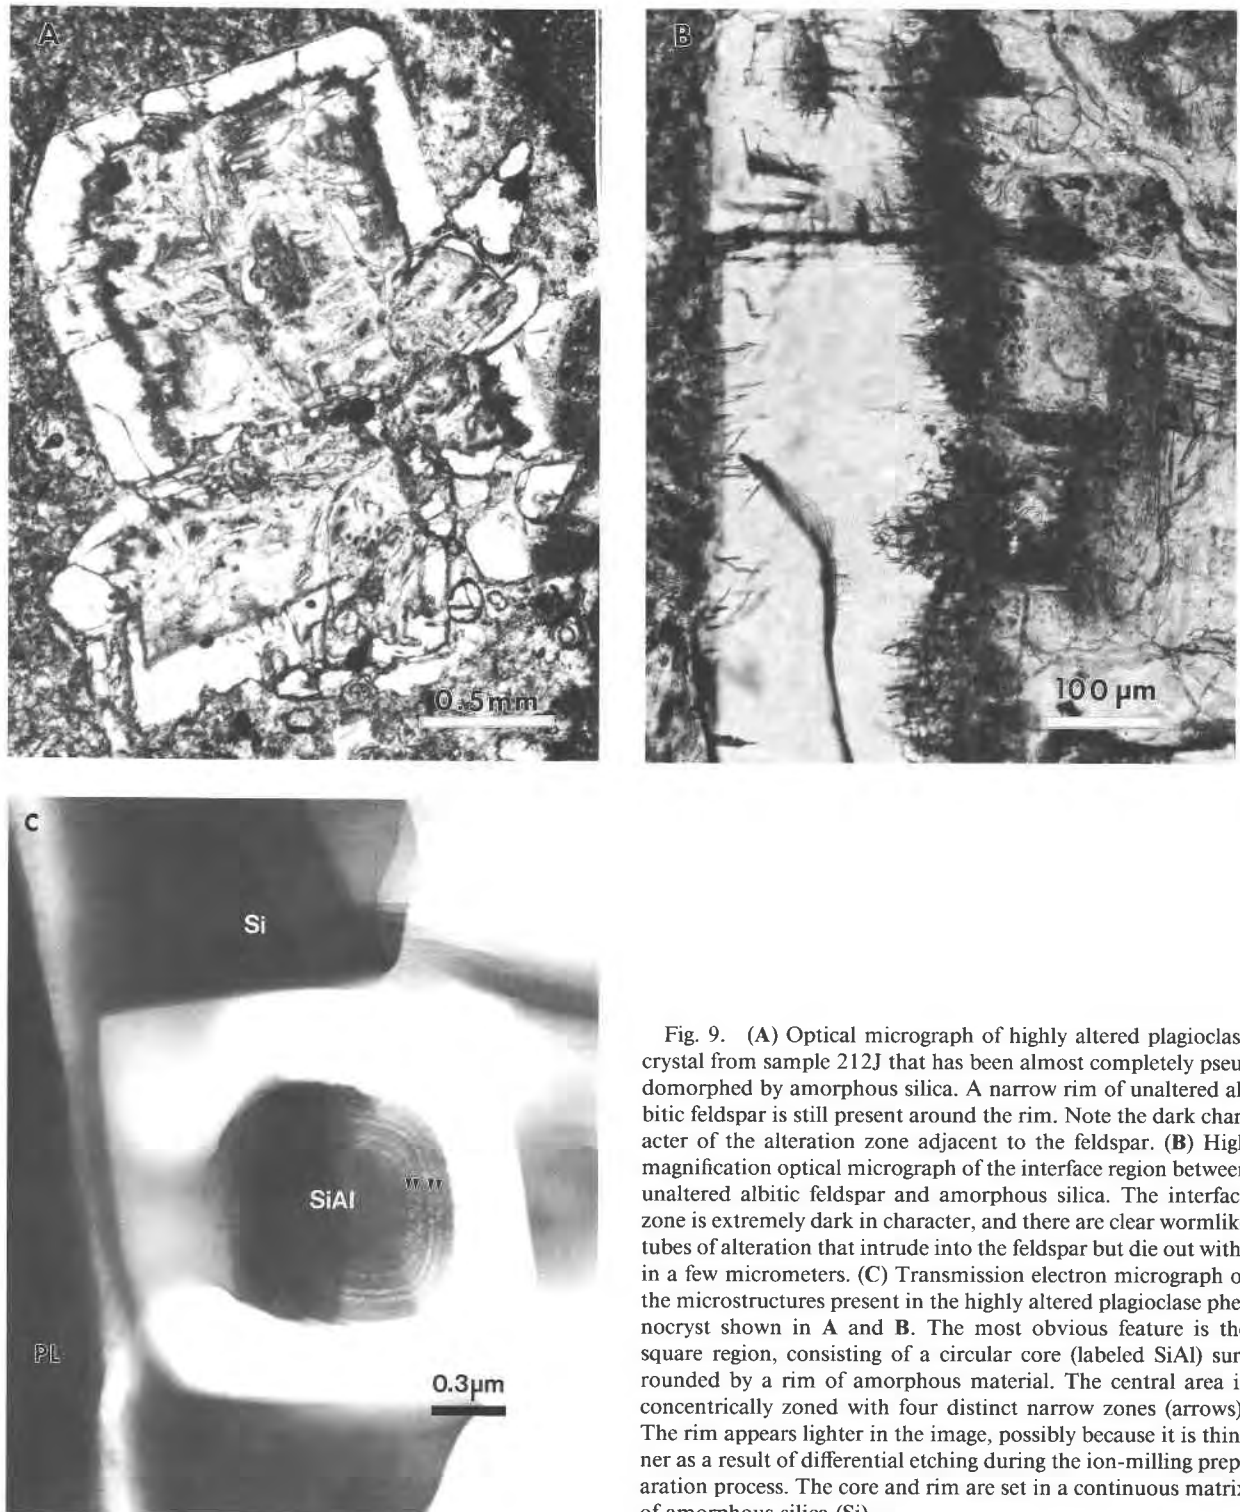 A
B
0.5mm
100 µm
C
Si
SiAl
PL
0.3µm
Fig. 9. (A) Optical micrograph of highly altered plagioclas
crystal from sample 212J that has been almost completely pseu
domorphed by amorphous silica. A narrow rim of unaltered al
bitic feldspar is still present around the rim. Note the dark char
acter of the alteration zone adjacent to the feldspar. (B) High
magnification optical micrograph of the interface region between
unaltered albitic feldspar and amorphous silica. The interfac
zone is extremely dark in character, and there are clear wormlik
tubes of alteration that intrude into the feldspar but die out with
in a few micrometers. (C) Transmission electron micrograph o
the microstructures present in the highly altered plagioclase phe
nocryst shown in A and B. The most obvious feature is the
square region, consisting of a circular core (labeled SiAl) sur
rounded by a rim of amorphous material. The central area i
concentrically zoned with four distinct narrow zones (arrows)
The rim appears lighter in the image, possibly because it is thin
ner as a result of differential etching during the ion-milling prep
aration process. The core and rim are set in a continuous matrix
of amorphous silica (Si)